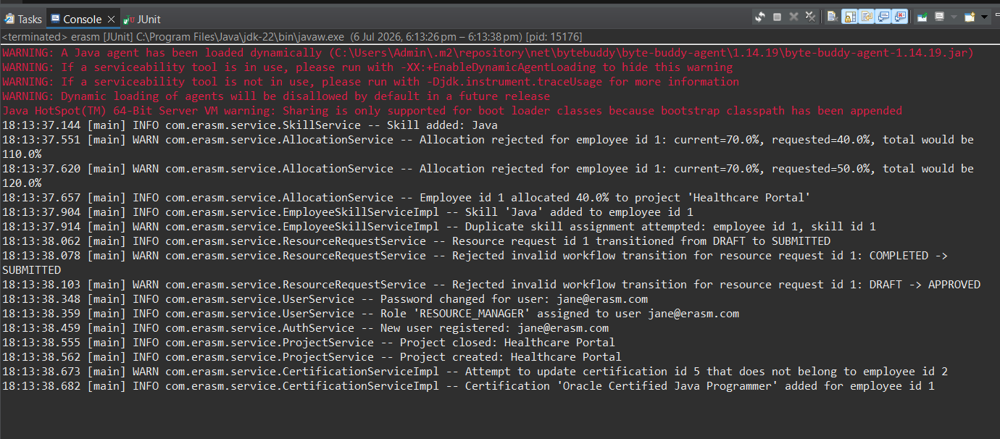 Tasks Console JUnit
<terminated> erasm [JUnit] C:\Program Files\Java\jdk-22\bin\javaw.exe (6 Jul 2026, 6:13:26 pm – 6:13:38 pm) [pid: 15176]
WARNING: A Java agent has been loaded dynamically (C:\Users\Admin\.m2\repository\net\bytebuddy\byte-buddy-agent\1.14.19\byte-buddy-agent-1.14.19.jar)
WARNING: If a serviceability tool is in use, please run with -XX:+EnableDynamicAgentLoading to hide this warning
WARNING: If a serviceability tool is not in use, please run with -Djdk.instrument.traceUsage for more information
WARNING: Dynamic loading of agents will be disallowed by default in a future release
Java HotSpot(TM) 64-Bit Server VM warning: Sharing is only supported for boot loader classes because bootstrap classpath has been appended
18:13:37.144 [main] INFO com.erasm.service.SkillService -- Skill added: Java
18:13:37.551 [main] WARN com.erasm.service.AllocationService -- Allocation rejected for employee id 1: current=70.0%, requested=40.0%, total would be
110.0%
18:13:37.620 [main] WARN com.erasm.service.AllocationService -- Allocation rejected for employee id 1: current=70.0%, requested=50.0%, total would be
120.0%
18:13:37.657 [main] INFO com.erasm.service.AllocationService -- Employee id 1 allocated 40.0% to project 'Healthcare Portal'
18:13:37.904 [main] INFO com.erasm.service.EmployeeSkillServiceImpl -- Skill 'Java' added to employee id 1
18:13:37.914 [main] WARN com.erasm.service.EmployeeSkillServiceImpl -- Duplicate skill assignment attempted: employee id 1, skill id 1
18:13:38.062 [main] INFO com.erasm.service.ResourceRequestService -- Resource request id 1 transitioned from DRAFT to SUBMITTED
18:13:38.078 [main] WARN com.erasm.service.ResourceRequestService -- Rejected invalid workflow transition for resource request id 1: COMPLETED ->
SUBMITTED
18:13:38.103 [main] WARN com.erasm.service.ResourceRequestService -- Rejected invalid workflow transition for resource request id 1: DRAFT -> APPROVED
18:13:38.348 [main] INFO com.erasm.service.UserService -- Password changed for user: jane@erasm.com
18:13:38.359 [main] INFO com.erasm.service.UserService -- Role 'RESOURCE_MANAGER' assigned to user jane@erasm.com
18:13:38.459 [main] INFO com.erasm.service.AuthService -- New user registered: jane@erasm.com
18:13:38.555 [main] INFO com.erasm.service.ProjectService -- Project closed: Healthcare Portal
18:13:38.562 [main] INFO com.erasm.service.ProjectService -- Project created: Healthcare Portal
18:13:38.673 [main] WARN com.erasm.service.CertificationServiceImpl -- Attempt to update certification id 5 that does not belong to employee id 2
18:13:38.682 [main] INFO com.erasm.service.CertificationServiceImpl -- Certification 'Oracle Certified Java Programmer' added for employee id 1